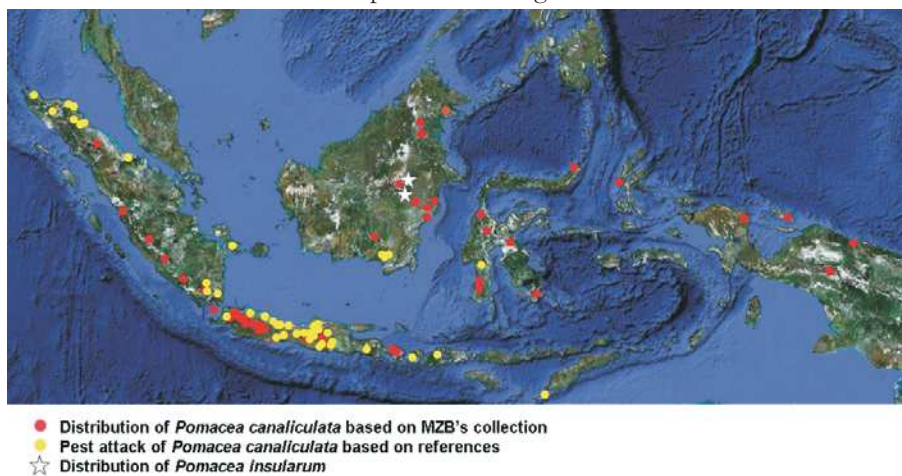 Distribution of Pomacea canaliculata based on MZB's collection
Pest attack of Pomacea canaliculata based on references
Distribution of Pomacea insularum